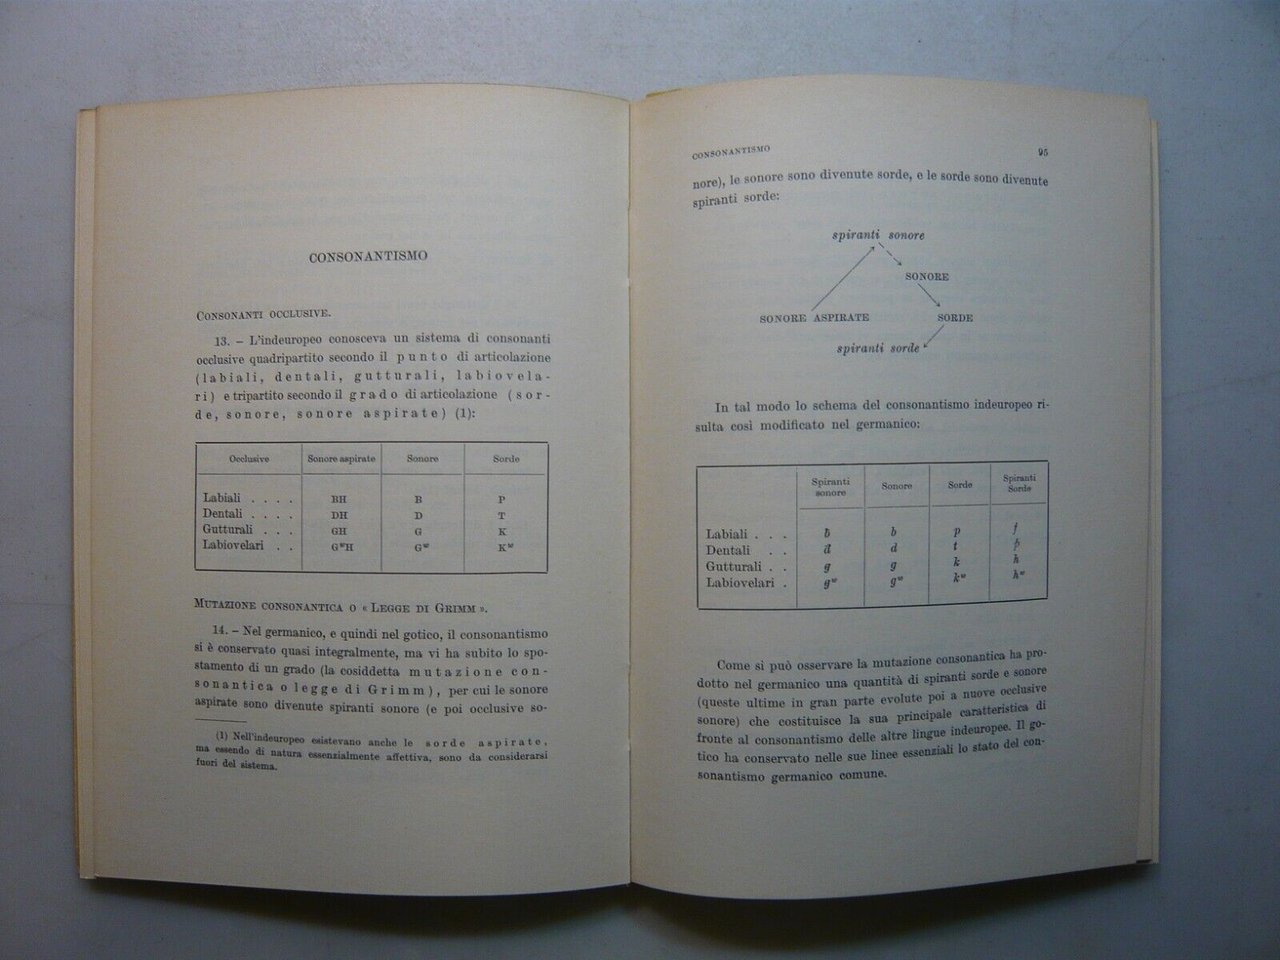 CONSONANTISMO
CONSONANTI OCCLUSIVE.
13. – L'indeuropeo conosceva un sistema di consonanti
occlusive quadripartito secondo il punto di articolazione
(labiali, dentali, gutturali, labiovela-
ri) e tripartito secondo il grado di articolazione (sor-
de, sonore, sonore aspirate) (1):
Occlusive Sonore aspirate Sonore Sorde
Labiali . . . . BH B P
Dentali . . . . DH D T
Gutturali . . . GH G K
Labiovelari . . GʷH Gʷ Kʷ
MUTAZIONE CONSONANTICA O « LEGGE DI GRIMM ».
14. – Nel germanico, e quindi nel gotico, il consonantismo
si è conservato quasi integralmente, ma vi ha subito lo spo-
stamento di un grado (la cosiddetta mutazione con-
sonantica o legge di Grimm), per cui le sonore
aspirate sono divenute spiranti sonore (e poi occlusive so-
(1) Nell'indeuropeo esistevano anche le sorde aspirate,
ma essendo di natura essenzialmente affettiva, sono da considerarsi
fuori del sistema.
CONSONANTISMO 95
nore), le sonore sono divenute sorde, e le sorde sono divenute
spiranti sorde:
spiranti sonore
SONORE
SONORE ASPIRATE SORDE
spiranti sorde
In tal modo lo schema del consonantismo indeuropeo ri-
sulta così modificato nel germanico:
Spiranti sonore Sonore Sorde Spiranti Sorde
Labiali . . . ƀ b p f
Dentali . . đ d t þ
Gutturali . . g g k h
Labiovelari . gʷ gʷ kʷ hʷ
Come si può osservare la mutazione consonantica ha pro-
dotto nel germanico una quantità di spiranti sorde e sonore
(queste ultime in gran parte evolute poi a nuove occlusive
sonore) che costituisce la sua principale caratteristica di
fronte al consonantismo delle altre lingue indeuropee. Il go-
tico ha conservato nelle sue linee essenziali lo stato del con-
sonantismo germanico comune.